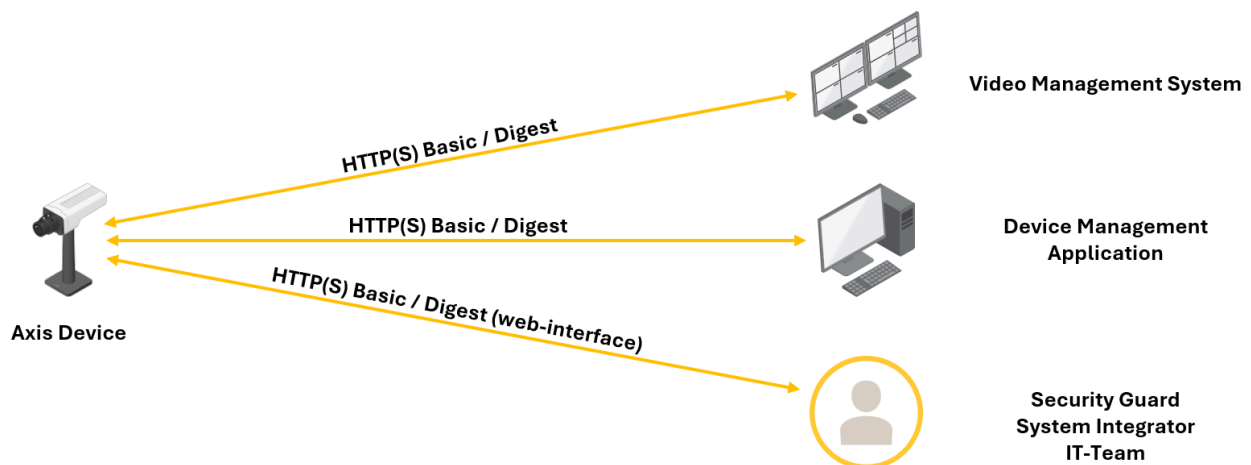 Video Management System
HTTP(S) Basic / Digest
HTTP(S) Basic / Digest
Device Management
Application
HTTP(S) Basic / Digest (web-interface)
Axis Device
Security Guard
System Integrator
IT-Team